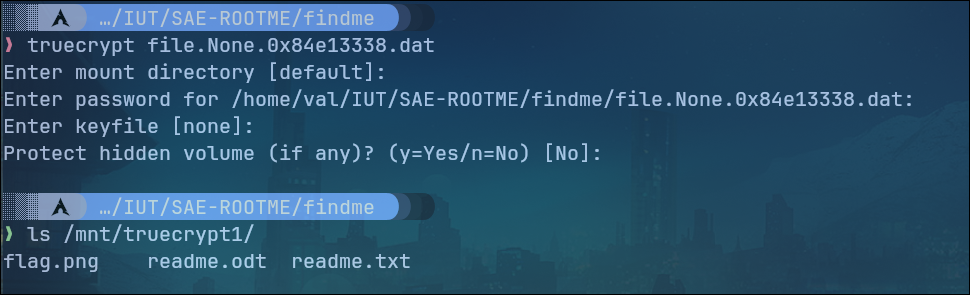 …/IUT/SAE-ROOTME/findme
❯ truecrypt file.None.0x84e13338.dat
Enter mount directory [default]:
Enter password for /home/val/IUT/SAE-ROOTME/findme/file.None.0x84e13338.dat:
Enter keyfile [none]:
Protect hidden volume (if any)? (y=Yes/n=No) [No]:
…/IUT/SAE-ROOTME/findme
❯ ls /mnt/truecrypt1/
flag.png    readme.odt  readme.txt